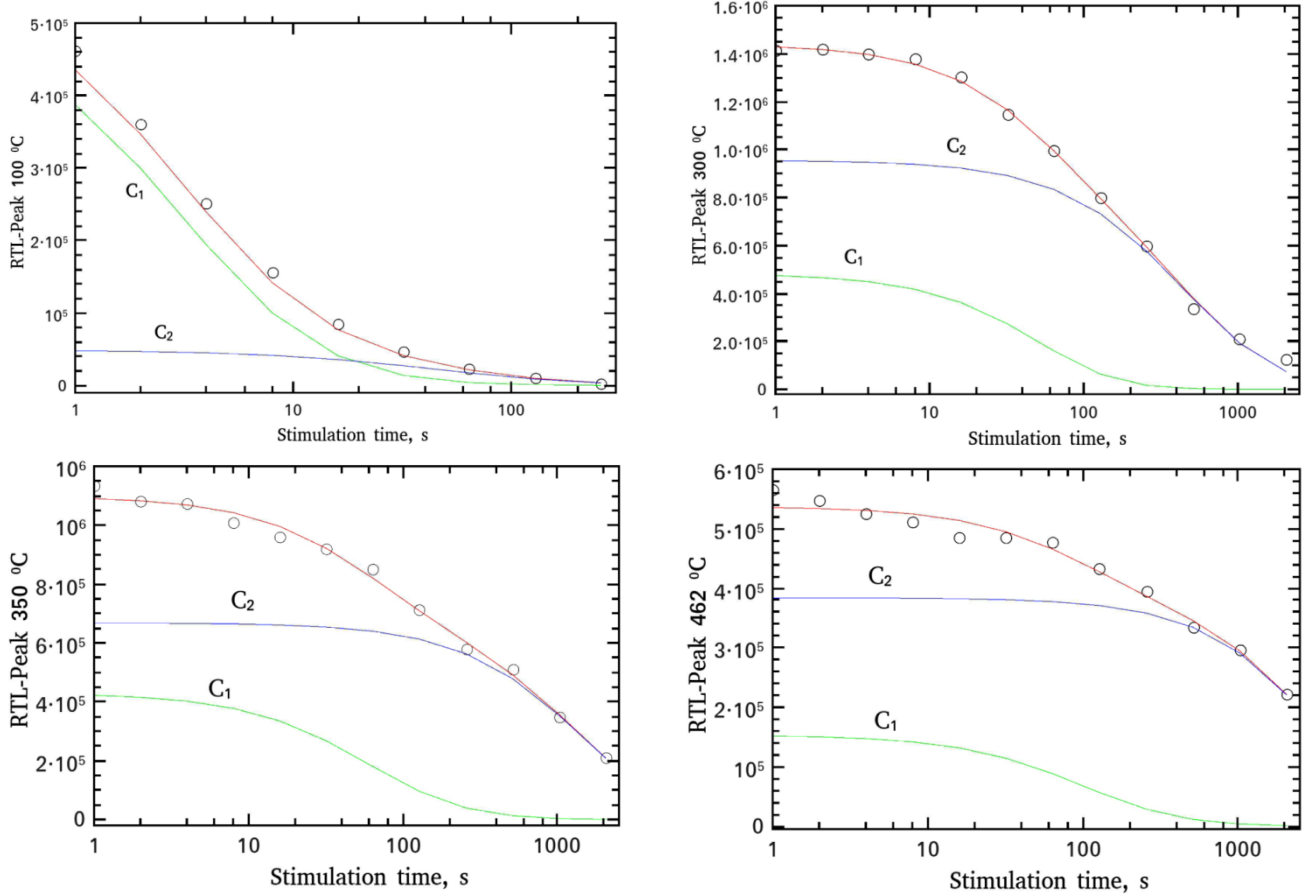 5·10⁵
4·10⁵
3·10⁵
2·10⁵
10⁵
0
RTL-Peak 100 ⁰C
C₁
C₂
1
10
100
Stimulation time, s
1.6·10⁶
1.4·10⁶
1.2·10⁶
1.0·10⁶
8.0·10⁵
6.0·10⁵
4.0·10⁵
2.0·10⁵
0
RTL-Peak 300 ⁰C
C₂
C₁
1
10
100
1000
Stimulation time, s
10⁶
10⁶
8·10⁵
6·10⁵
4·10⁵
2·10⁵
0
RTL-Peak 350 ⁰C
C₂
C₁
1
10
100
1000
Stimulation time, s
6·10⁵
5·10⁵
4·10⁵
3·10⁵
2·10⁵
10⁵
0
RTL-Peak 462 ⁰C
C₂
C₁
1
10
100
1000
Stimulation time, s